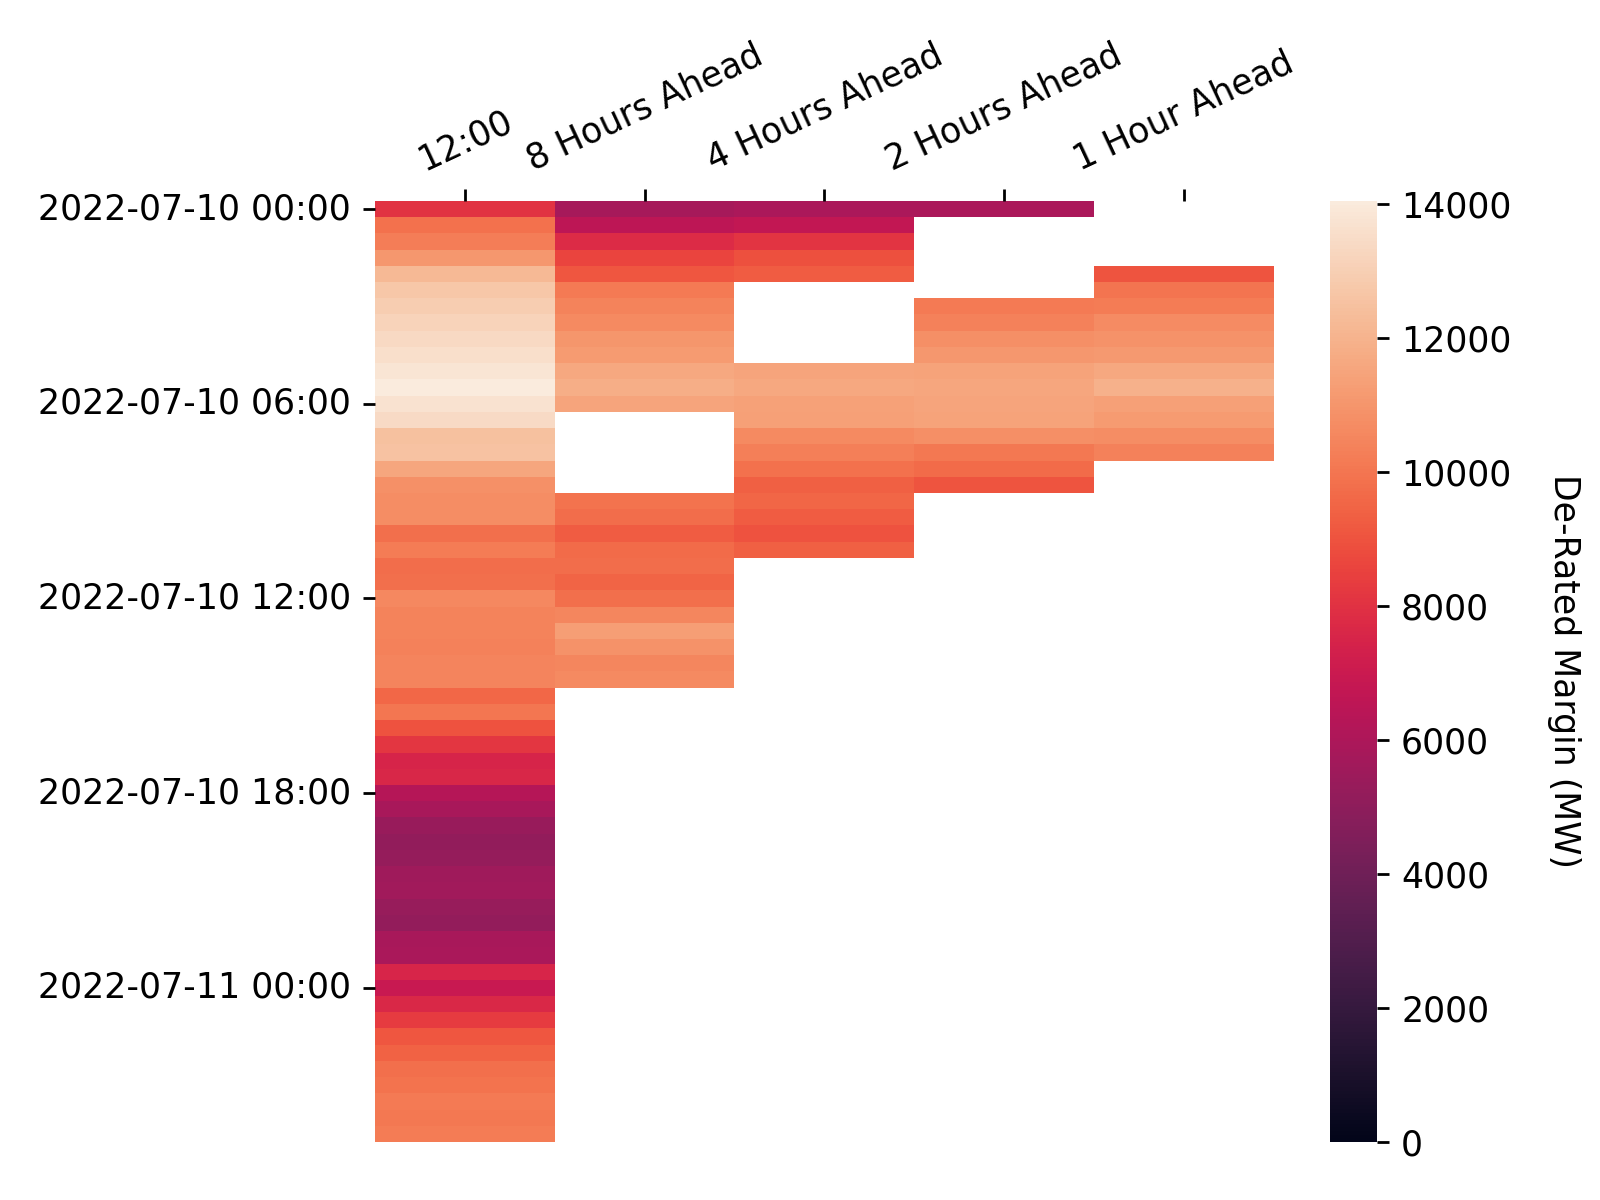 12:00
8 Hours Ahead
4 Hours Ahead
2 Hours Ahead
1 Hour Ahead
2022-07-10 00:00
2022-07-10 06:00
2022-07-10 12:00
2022-07-10 18:00
2022-07-11 00:00
14000
12000
10000
8000
6000
4000
2000
0
De-Rated Margin (MW)